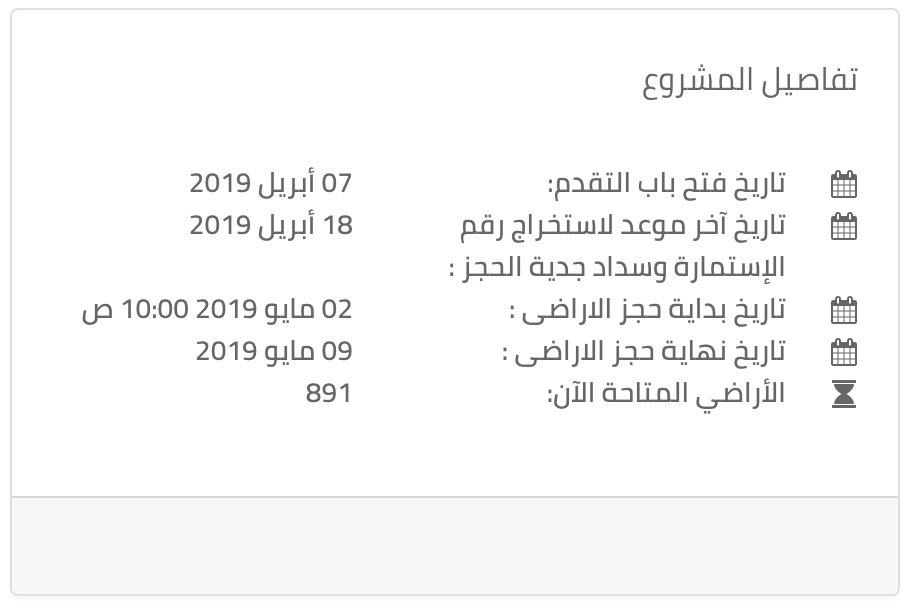 تفاصيل المشروع
تاريخ فتح باب التقدم: 07 أبريل 2019
تاريخ آخر موعد لاستخراج رقم 18 أبريل 2019
الإستمارة وسداد جدية الحجز :
تاريخ بداية حجز الاراضى : 02 مايو 2019 10:00 ص
تاريخ نهاية حجز الاراضى : 09 مايو 2019
الأراضي المتاحة الآن: 891